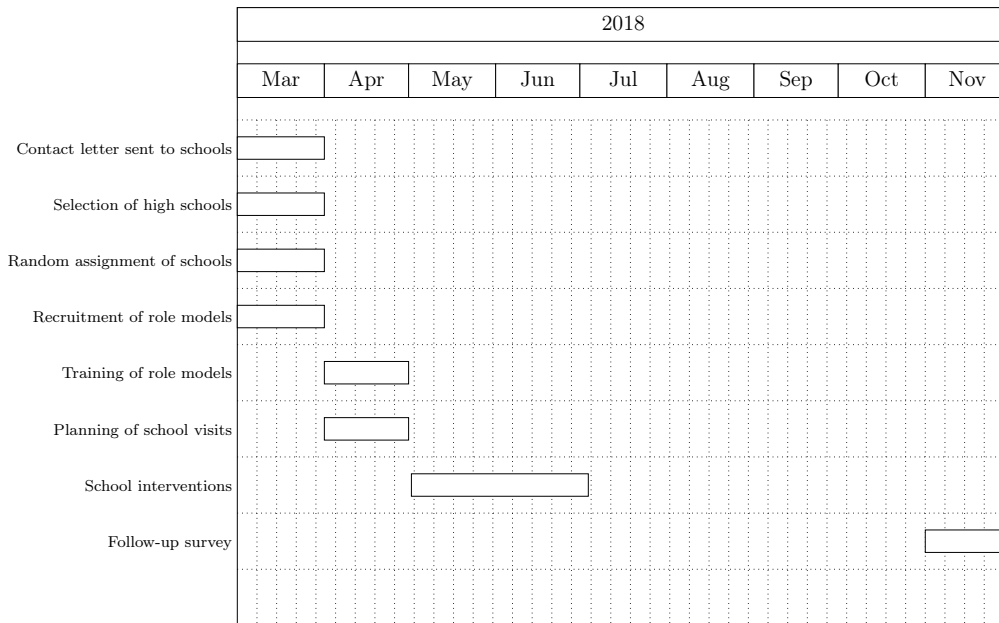 2018
Mar Apr May Jun Jul Aug Sep Oct Nov
Contact letter sent to schools
Selection of high schools
Random assignment of schools
Recruitment of role models
Training of role models
Planning of school visits
School interventions
Follow-up survey